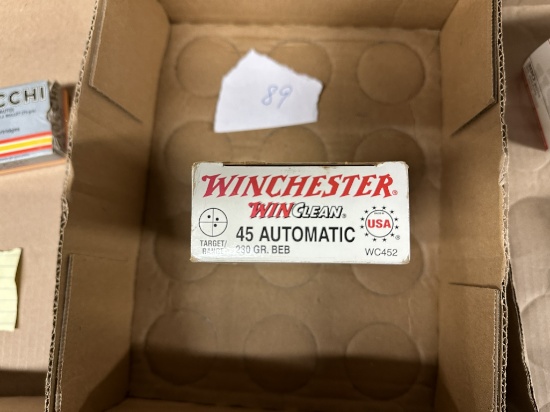 89
CCHI
WINCHESTER®
WINCLEAN®
45 AUTOMATIC
TARGET/
RANGE
230 GR. BEB
USA
WC452